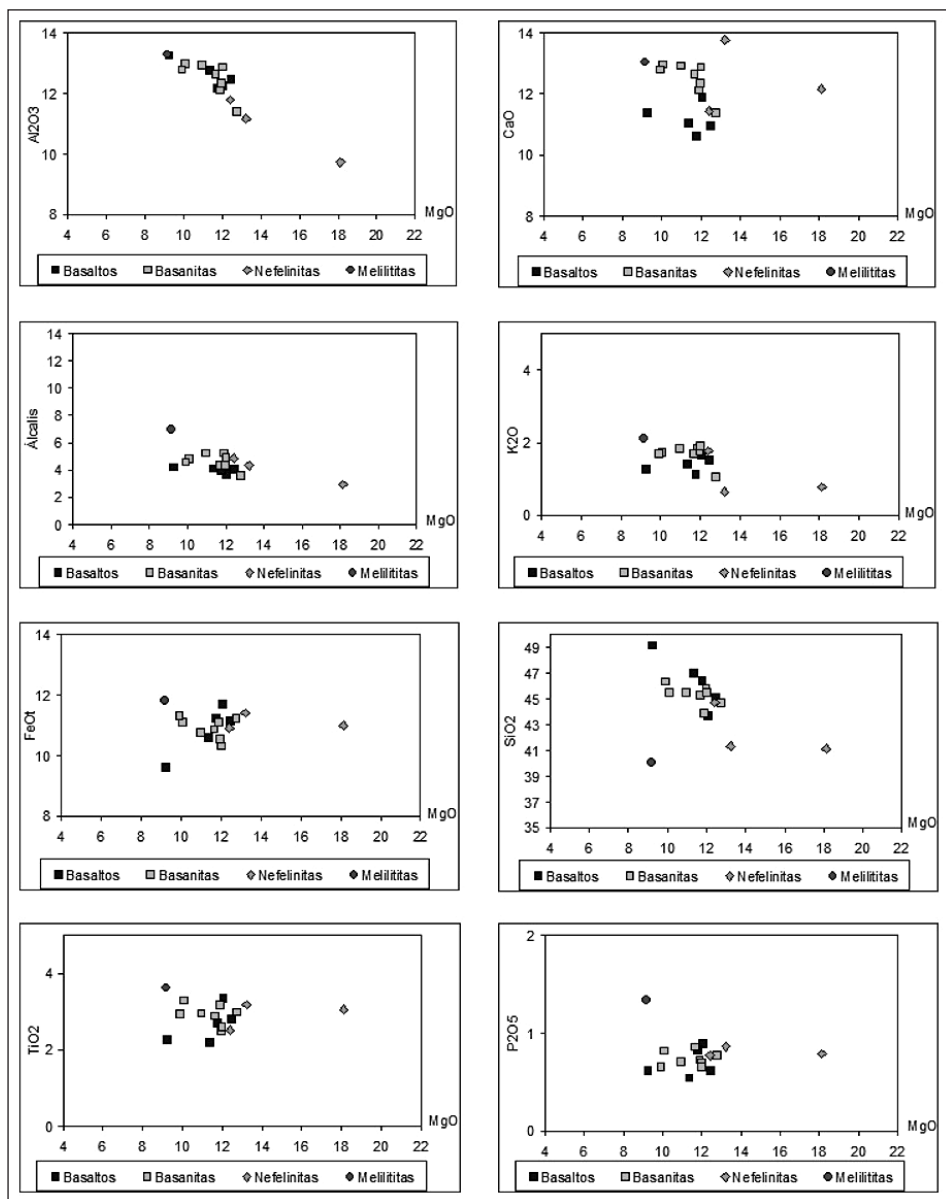 14
12
10
8
Al2O3
4 6 8 10 12 14 16 18 20 22
MgO
Basaltos Basanitas Nefelinitas Melilititas
14
12
10
8
CaO
4 6 8 10 12 14 16 18 20 22
MgO
Basaltos Basanitas Nefelinitas Melilititas
14
12
10
8
6
4
2
0
Álcalis
4 6 8 10 12 14 16 18 20 22
MgO
Basaltos Basanitas Nefelinitas Melilititas
4
2
0
K2O
4 6 8 10 12 14 16 18 20 22
MgO
Basaltos Basanitas Nefelinitas Melilititas
14
12
10
8
FeOt
4 6 8 10 12 14 16 18 20 22
MgO
Basaltos Basanitas Nefelinitas Melilititas
49
47
45
43
41
39
37
35
SiO2
4 6 8 10 12 14 16 18 20 22
MgO
Basaltos Basanitas Nefelinitas Melilititas
4
2
0
TiO2
4 6 8 10 12 14 16 18 20 22
MgO
Basaltos Basanitas Nefelinitas Melilititas
2
1
0
P2O5
4 6 8 10 12 14 16 18 20 22
MgO
Basaltos Basanitas Nefelinitas Melilititas